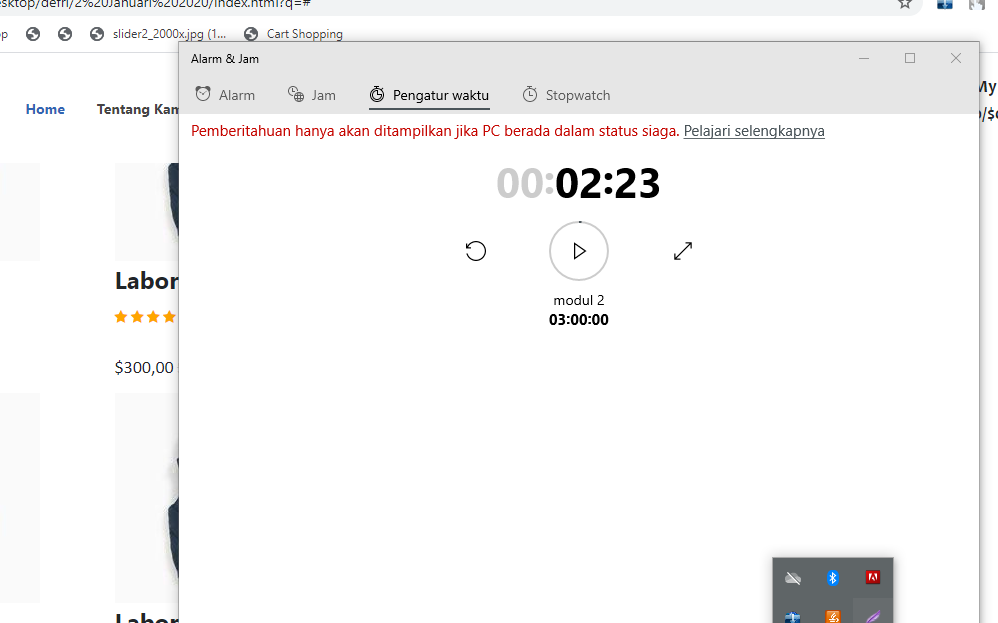 2%20Januari%202020/index.html?q=#
slider2_2000x.jpg (1... Cart Shopping
Alarm & Jam
Home Tentang Kam
Alarm Jam Pengatur waktu Stopwatch
My
Pemberitahuan hanya akan ditampilkan jika PC berada dalam status siaga. Pelajari selengkapnya
00:02:23
modul 2
03:00:00
Labor
$300,00
Labor